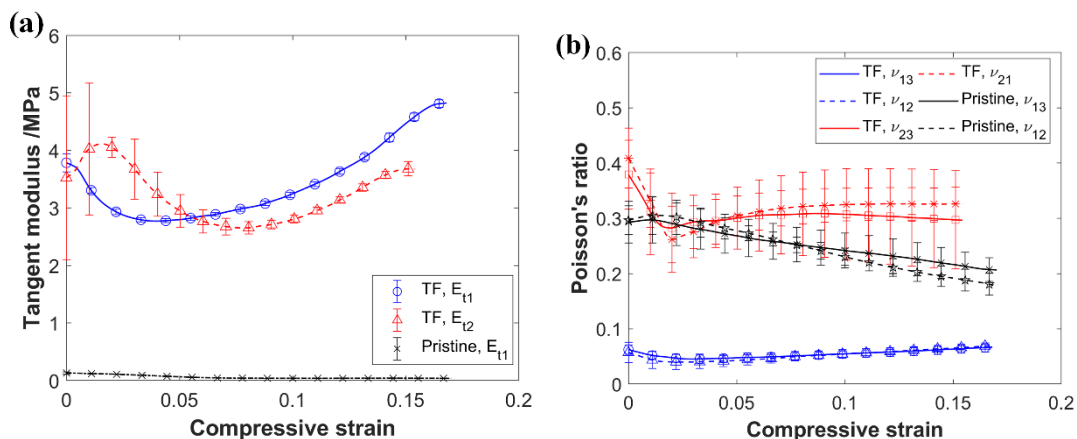 (a)
Tangent modulus /MPa
6
5
4
3
2
1
0
0
0.05
0.1
0.15
0.2
Compressive strain
TF, E_t1
TF, E_t2
Pristine, E_t1
(b)
Poisson's ratio
0.6
0.5
0.4
0.3
0.2
0.1
0
0
0.05
0.1
0.15
0.2
Compressive strain
TF, ν_13 TF, ν_21
TF, ν_12 Pristine, ν_13
TF, ν_23 Pristine, ν_12